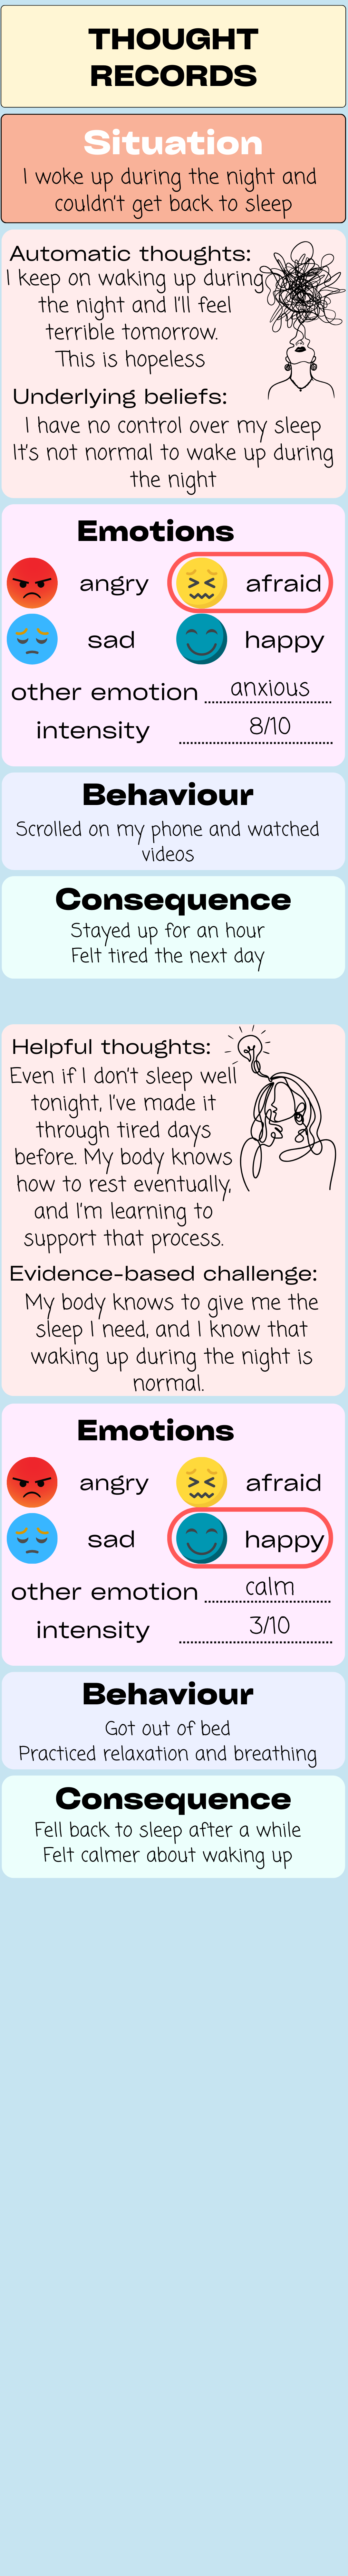 THOUGHT
RECORDS
Situation
I woke up during the night and
couldn't get back to sleep
Automatic thoughts:
I keep on waking up during
the night and I'll feel
terrible tomorrow.
This is hopeless
Underlying beliefs:
I have no control over my sleep
It's not normal to wake up during
the night
Emotions
angry afraid
sad happy
other emotion anxious
intensity 8/10
Behaviour
Scrolled on my phone and watched
videos
Consequence
Stayed up for an hour
Felt tired the next day
Helpful thoughts:
Even if I don't sleep well
tonight, I've made it
through tired days
before. My body knows
how to rest eventually,
and I'm learning to
support that process.
Evidence-based challenge:
My body knows to give me the
sleep I need, and I know that
waking up during the night is
normal.
Emotions
angry afraid
sad happy
other emotion calm
intensity 3/10
Behaviour
Got out of bed
Practiced relaxation and breathing
Consequence
Fell back to sleep after a while
Felt calmer about waking up